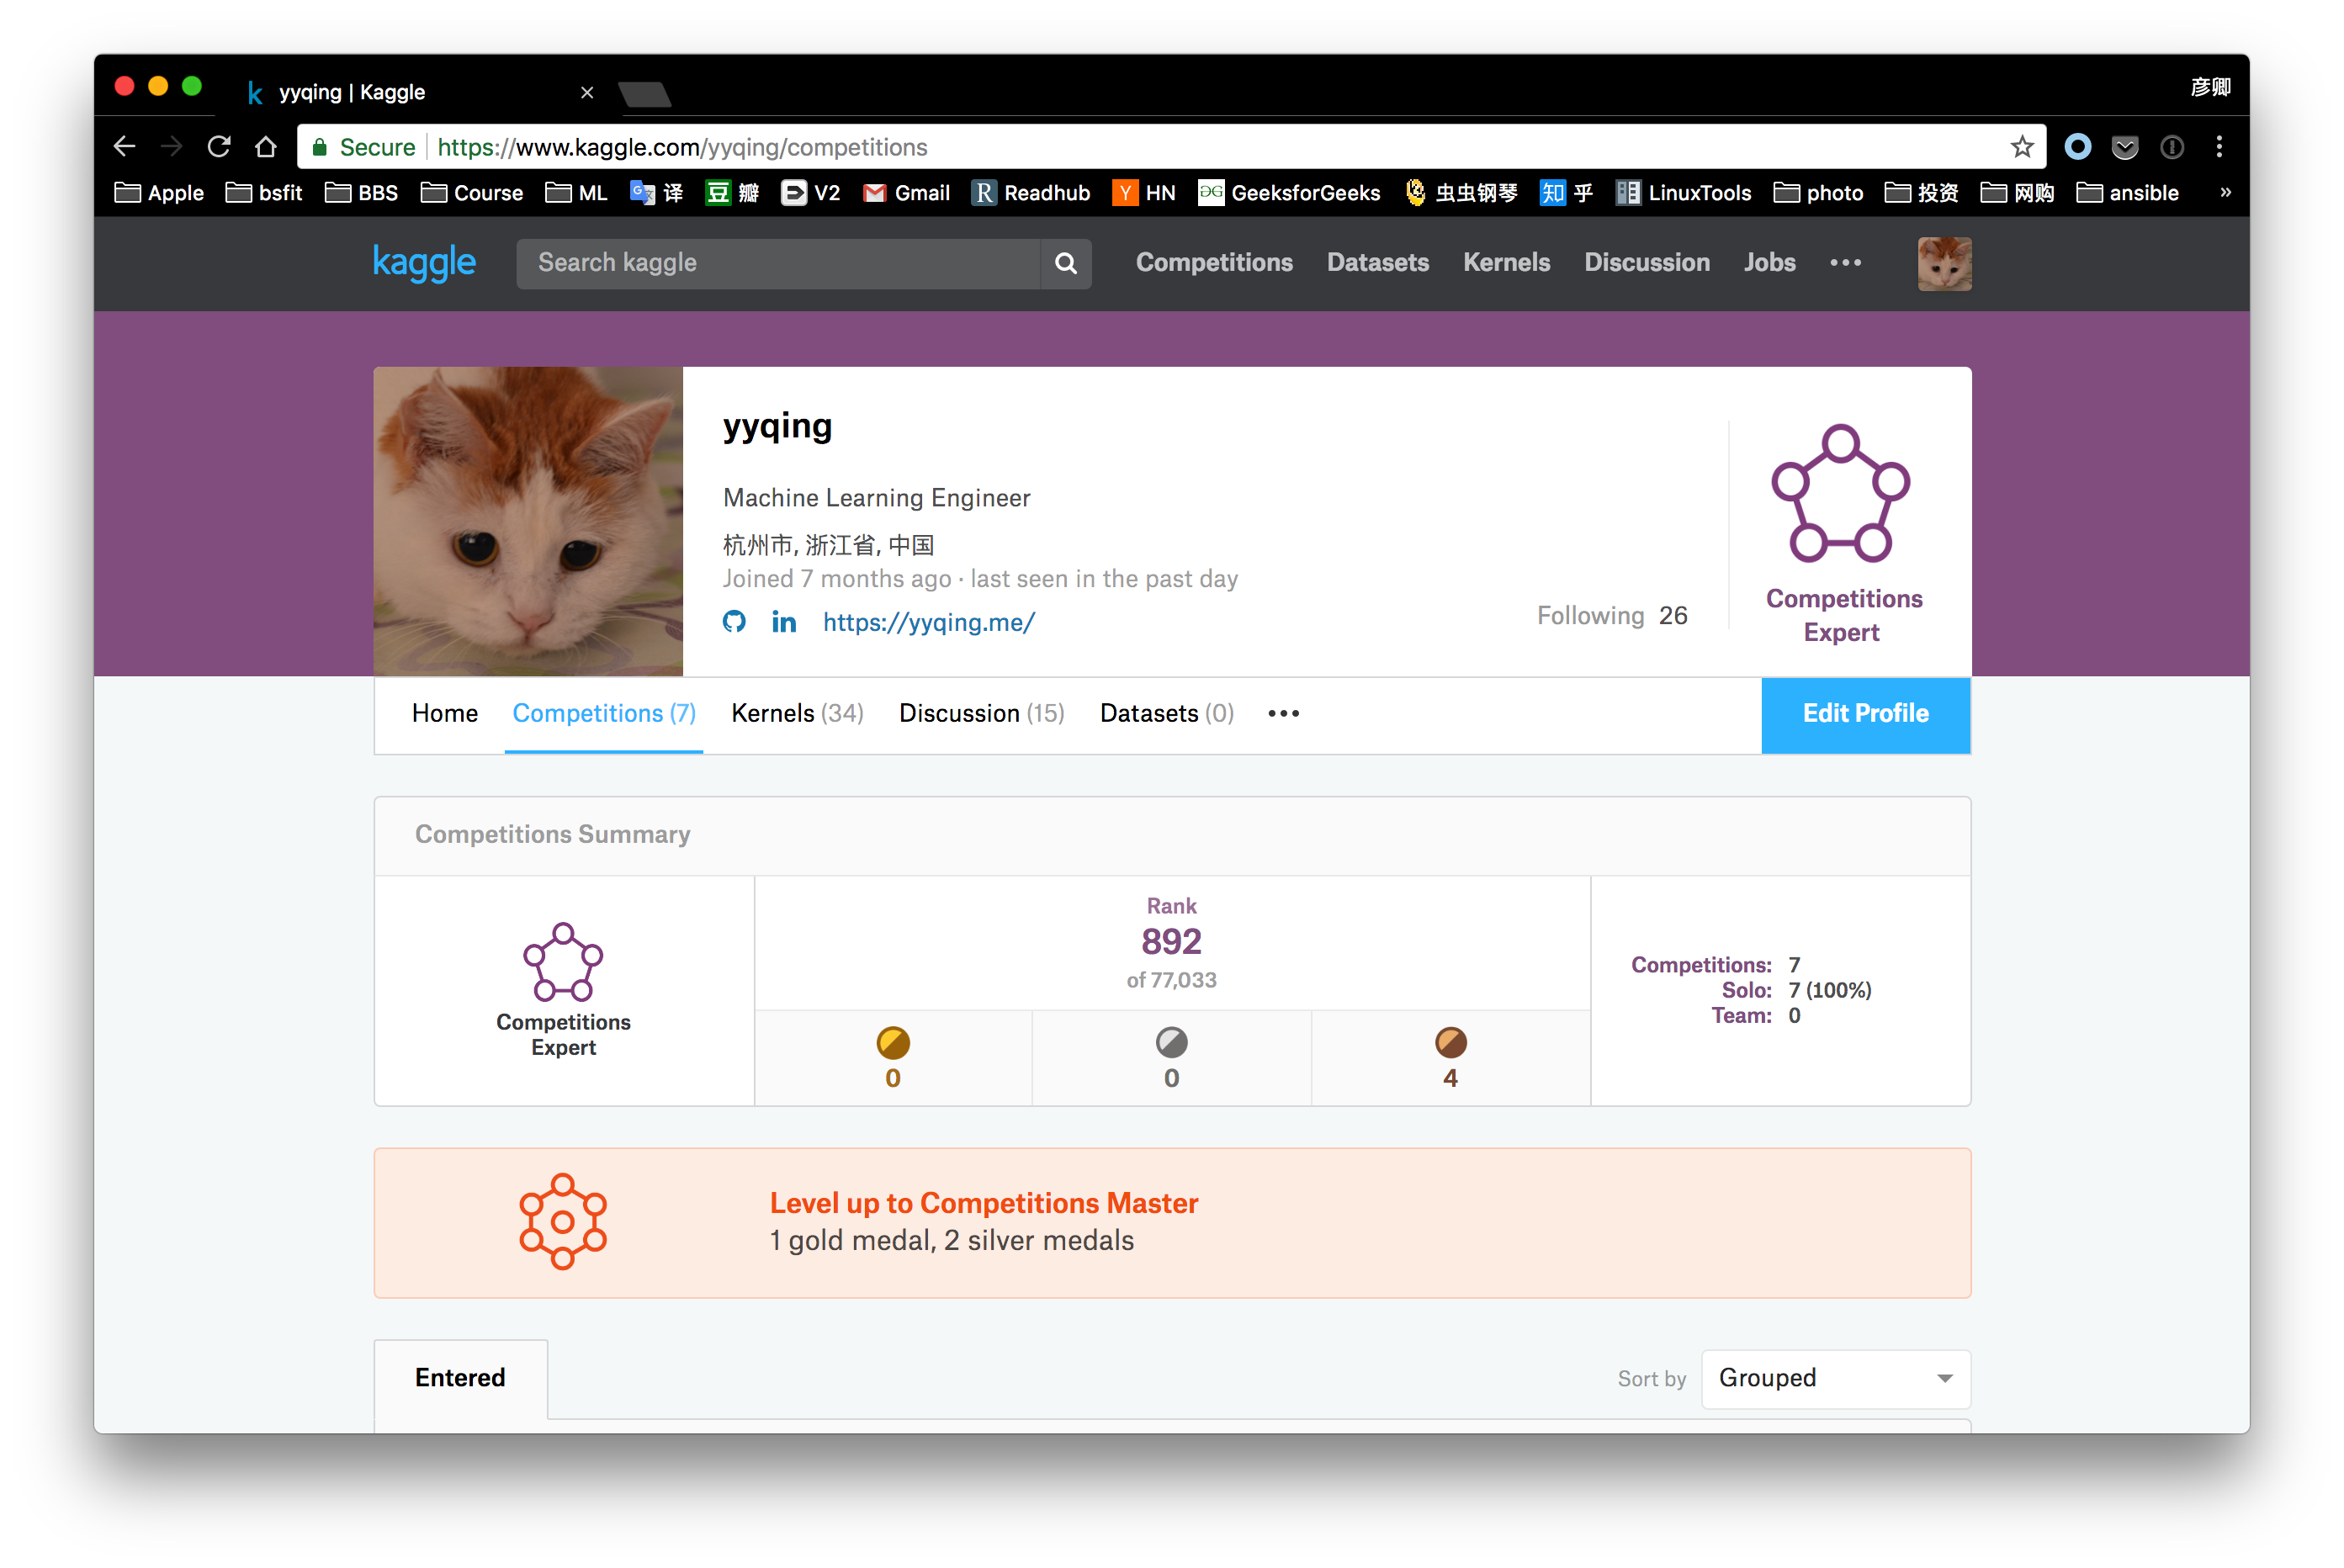 yyqing | Kaggle
彦卿
Secure https://www.kaggle.com/yyqing/competitions
Apple bsfit BBS Course ML 译 豆 瓣 V2 Gmail R Readhub Y HN GeeksforGeeks 虫虫钢琴 知 乎 LinuxTools photo 投资 网购 ansible »
kaggle Search kaggle Competitions Datasets Kernels Discussion Jobs
yyqing
Machine Learning Engineer
杭州市, 浙江省, 中国
Joined 7 months ago · last seen in the past day
in https://yyqing.me/
Following 26
Competitions
Expert
Home Competitions (7) Kernels (34) Discussion (15) Datasets (0)
Edit Profile
Competitions Summary
Competitions
Expert
Rank
892
of 77,033
0 0 4
Competitions: 7
Solo: 7 (100%)
Team: 0
Level up to Competitions Master
1 gold medal, 2 silver medals
Entered
Sort by Grouped